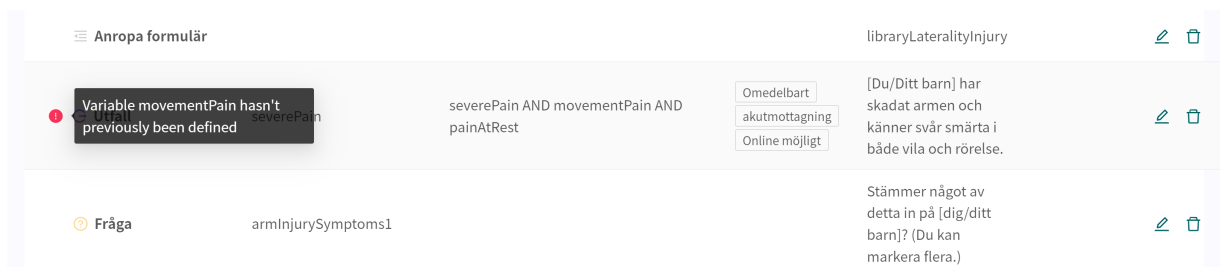 Anropa formulär
libraryLateralityInjury
Variable movementPain hasn't
previously been defined
Utfall
severePain
severePain AND movementPain AND
painAtRest
Omedelbart
akutmottagning
Online möjligt
[Du/Ditt barn] har
skadat armen och
känner svår smärta i
både vila och rörelse.
Fråga
armInjurySymptoms1
Stämmer något av
detta in på [dig/ditt
barn]? (Du kan
markera flera.)